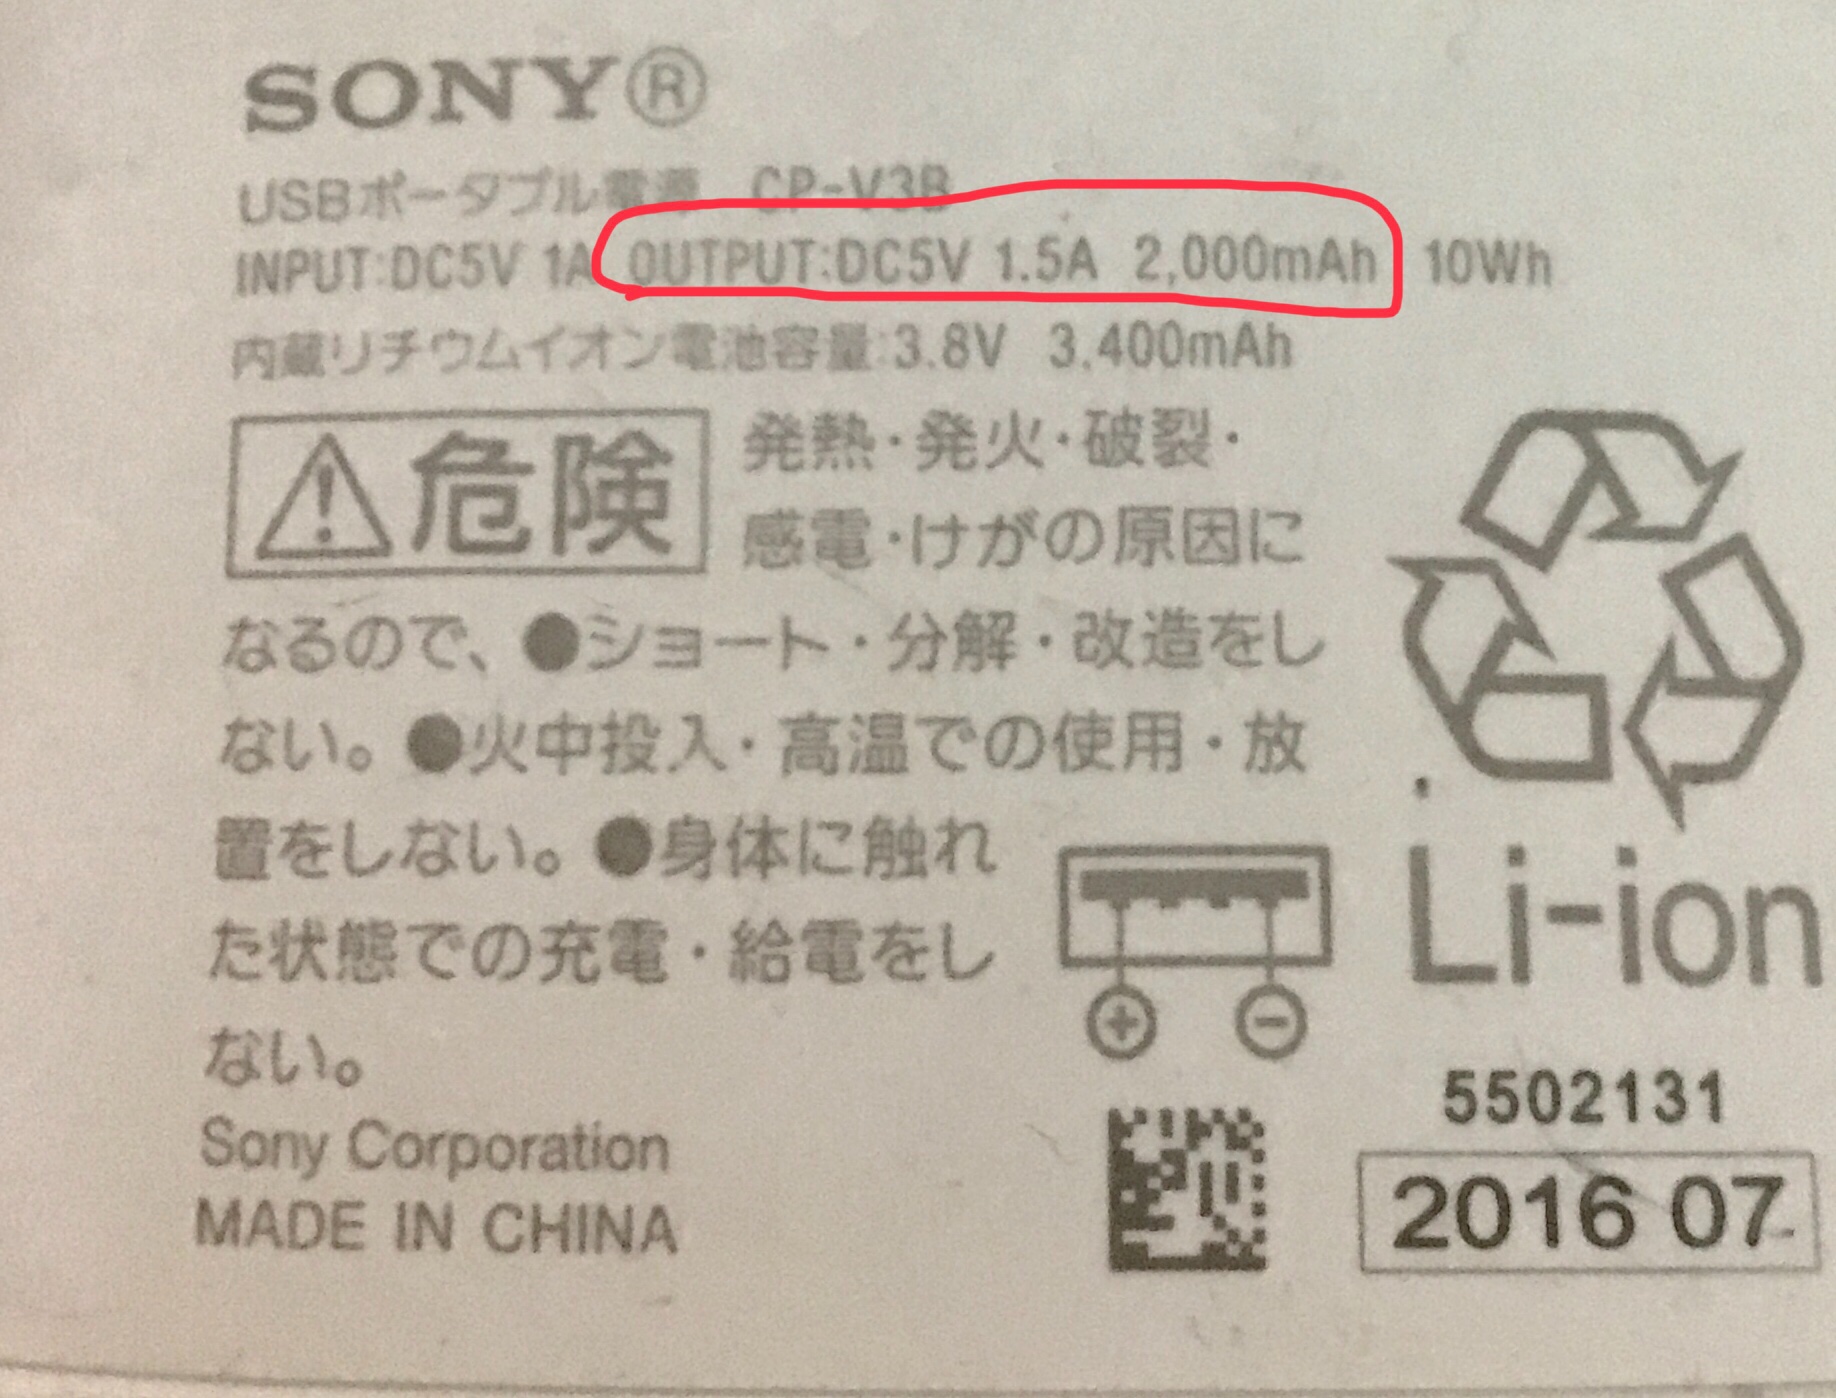 SONY®
USBポータブル電源 CP-V3B
INPUT:DC5V 1A OUTPUT:DC5V 1.5A 2,000mAh 10Wh
内蔵リチウムイオン電池容量:3.8V 3,400mAh
危険 発熱・発火・破裂・
感電・けがの原因に
なるので、●ショート・分解・改造をし
ない。●火中投入・高温での使用・放
置をしない。●身体に触れ
た状態での充電・給電をし
ない。
Sony Corporation
MADE IN CHINA
Li-ion
5502131
2016 07